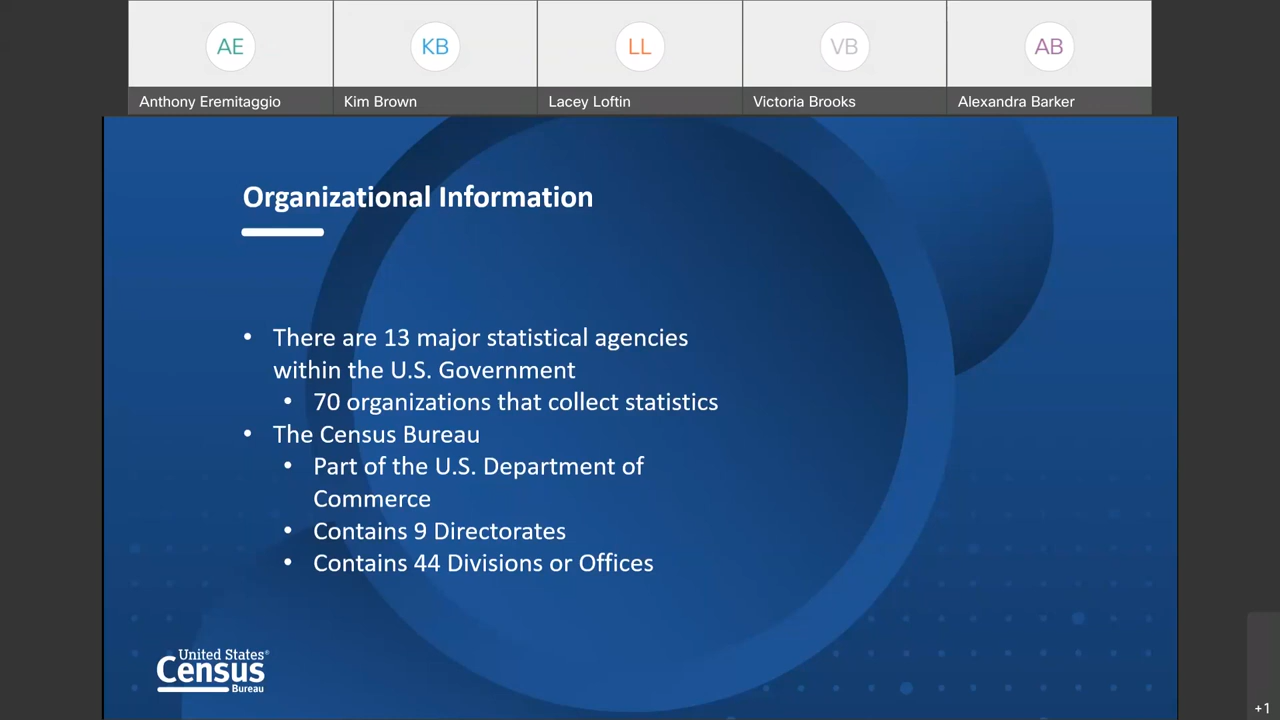 AE
KB
LL
VB
AB
Anthony Eremitaggio
Kim Brown
Lacey Loftin
Victoria Brooks
Alexandra Barker
Organizational Information
• There are 13 major statistical agencies
within the U.S. Government
• 70 organizations that collect statistics
• The Census Bureau
• Part of the U.S. Department of
Commerce
• Contains 9 Directorates
• Contains 44 Divisions or Offices
United States®
Census
Bureau
+1